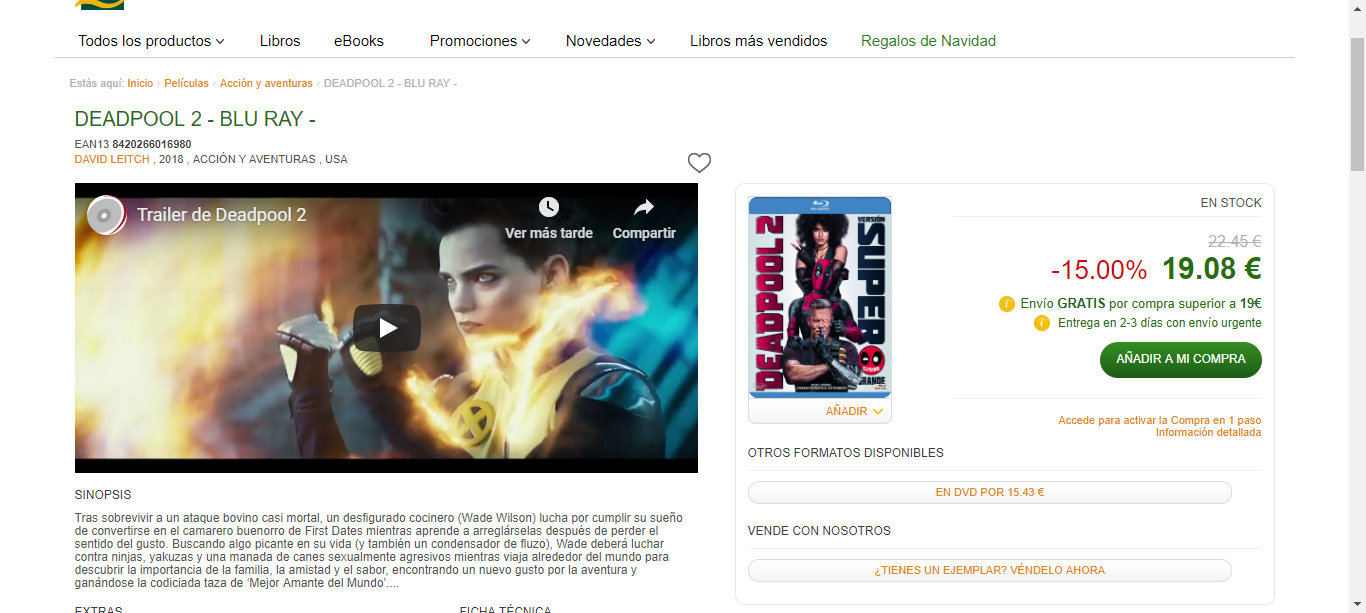 Todos los productos
Libros
eBooks
Promociones
Novedades
Libros más vendidos
Regalos de Navidad
Estás aquí: Inicio › Películas › Acción y aventuras › DEADPOOL 2 - BLU RAY -
DEADPOOL 2 - BLU RAY -
EAN13 8420266016980
DAVID LEITCH , 2018 , ACCIÓN Y AVENTURAS , USA
Trailer de Deadpool 2
Ver más tarde
Compartir
SINOPSIS
Tras sobrevivir a un ataque bovino casi mortal, un desfigurado cocinero (Wade Wilson) lucha por cumplir su sueño
de convertirse en el camarero buenorro de First Dates mientras aprende a arreglárselas después de perder el
sentido del gusto. Buscando algo picante en su vida (y también un condensador de fluzo), Wade deberá luchar
contra ninjas, yakuzas y una manada de canes sexualmente agresivos mientras viaja alrededor del mundo para
descubrir la importancia de la familia, la amistad y el sabor, encontrando un nuevo gusto por la aventura y
ganándose la codiciada taza de ‘Mejor Amante del Mundo’....
EXTRAS
FICHA TÉCNICA
DEADPOOL 2
VERSIÓN
SUPER
GRANDE
AÑADIR
EN STOCK
22.45 €
-15.00% 19.08 €
Envío GRATIS por compra superior a 19€
Entrega en 2-3 días con envío urgente
AÑADIR A MI COMPRA
Accede para activar la Compra en 1 paso
Información detallada
OTROS FORMATOS DISPONIBLES
EN DVD POR 15.43 €
VENDE CON NOSOTROS
¿TIENES UN EJEMPLAR? VÉNDELO AHORA